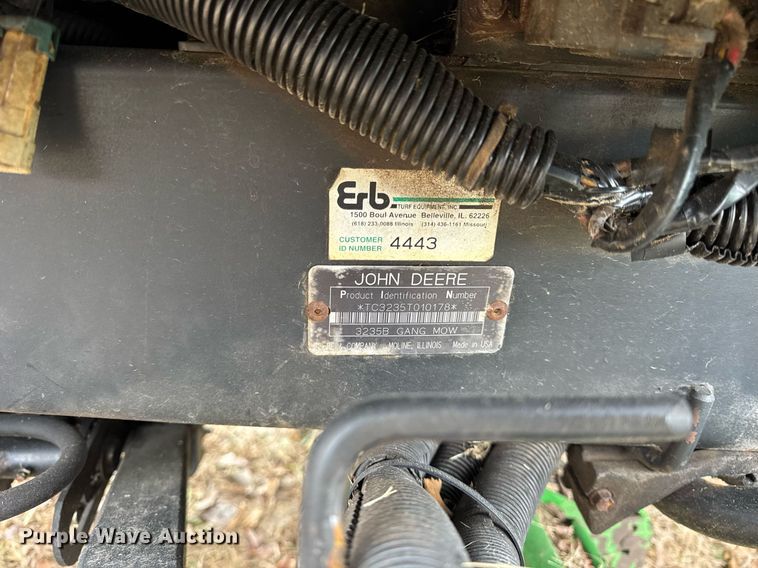 Erb
TURF EQUIPMENT, INC.
1500 Boul Avenue Belleville, IL. 62226
(618) 233-0088 Illinois (314) 436-1161 Missouri
CUSTOMER
ID NUMBER 4443
JOHN DEERE
Product Identification Number
*TC3235T010178*
3235B GANG MOW
COMPANY MOLINE, ILLINOIS Made in USA
Purple Wave Auction